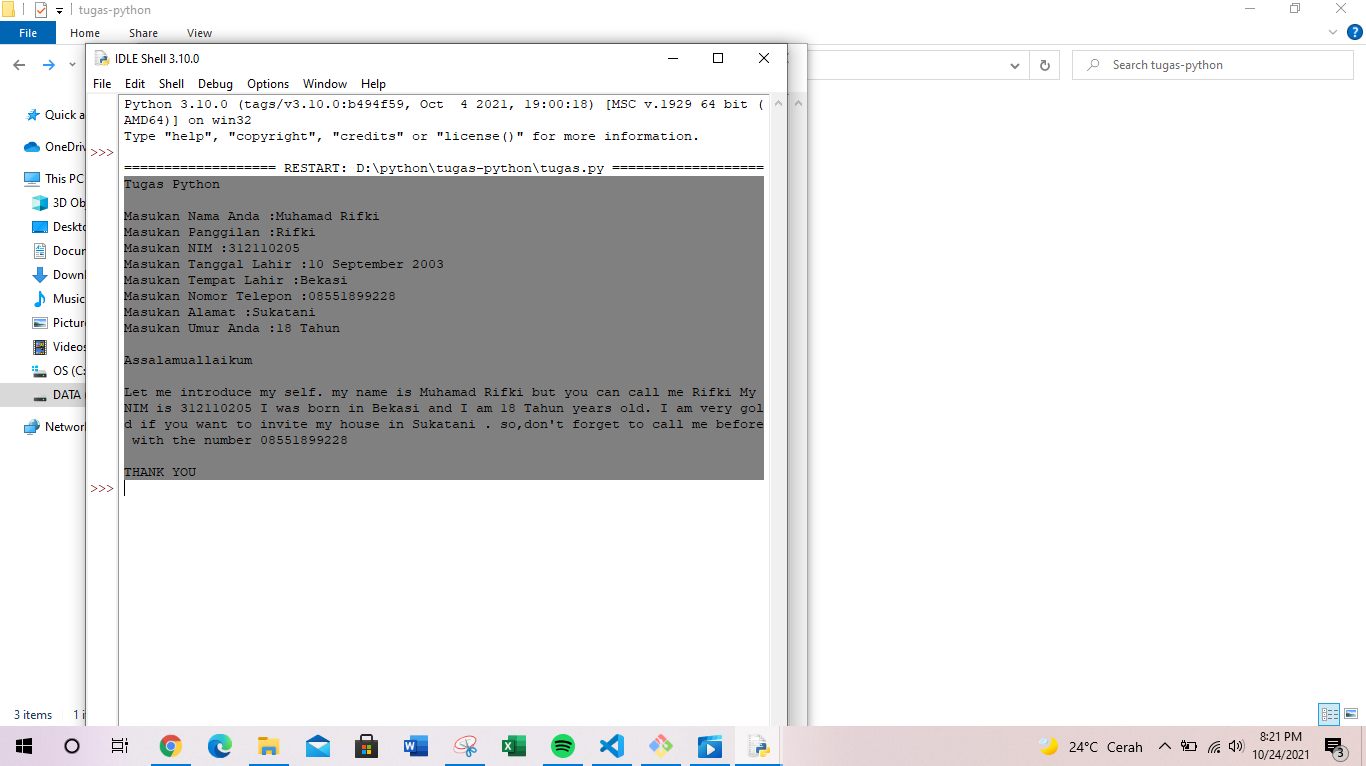 tugas-python
File Home Share View
Search tugas-python
Quick a
OneDriv
This PC
3D Ob
Deskto
Docum
Downl
Music
Picture
Videos
OS (C:
DATA (
Networ
3 items 1 i
IDLE Shell 3.10.0
File Edit Shell Debug Options Window Help
Python 3.10.0 (tags/v3.10.0:b494f59, Oct  4 2021, 19:00:18) [MSC v.1929 64 bit (
AMD64)] on win32
Type "help", "copyright", "credits" or "license()" for more information.
>>>
=================== RESTART: D:\python\tugas-python\tugas.py ===================
Tugas Python
Masukan Nama Anda :Muhamad Rifki
Masukan Panggilan :Rifki
Masukan NIM :312110205
Masukan Tanggal Lahir :10 September 2003
Masukan Tempat Lahir :Bekasi
Masukan Nomor Telepon :08551899228
Masukan Alamat :Sukatani
Masukan Umur Anda :18 Tahun
Assalamuallaikum
Let me introduce my self. my name is Muhamad Rifki but you can call me Rifki My
NIM is 312110205 I was born in Bekasi and I am 18 Tahun years old. I am very gol
d if you want to invite my house in Sukatani . so,don't forget to call me before
with the number 08551899228
THANK YOU
>>>
24°C Cerah
8:21 PM
10/24/2021
3